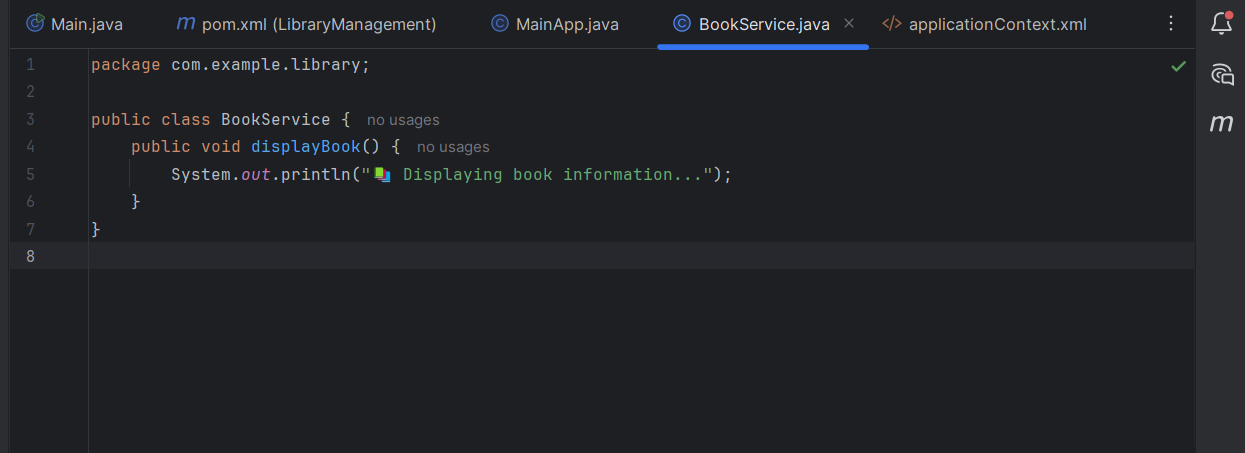 Main.java pom.xml (LibraryManagement) MainApp.java BookService.java applicationContext.xml
1 package com.example.library;
2
3 public class BookService { no usages
4 public void displayBook() { no usages
5 System.out.println("📚 Displaying book information...");
6 }
7 }
8